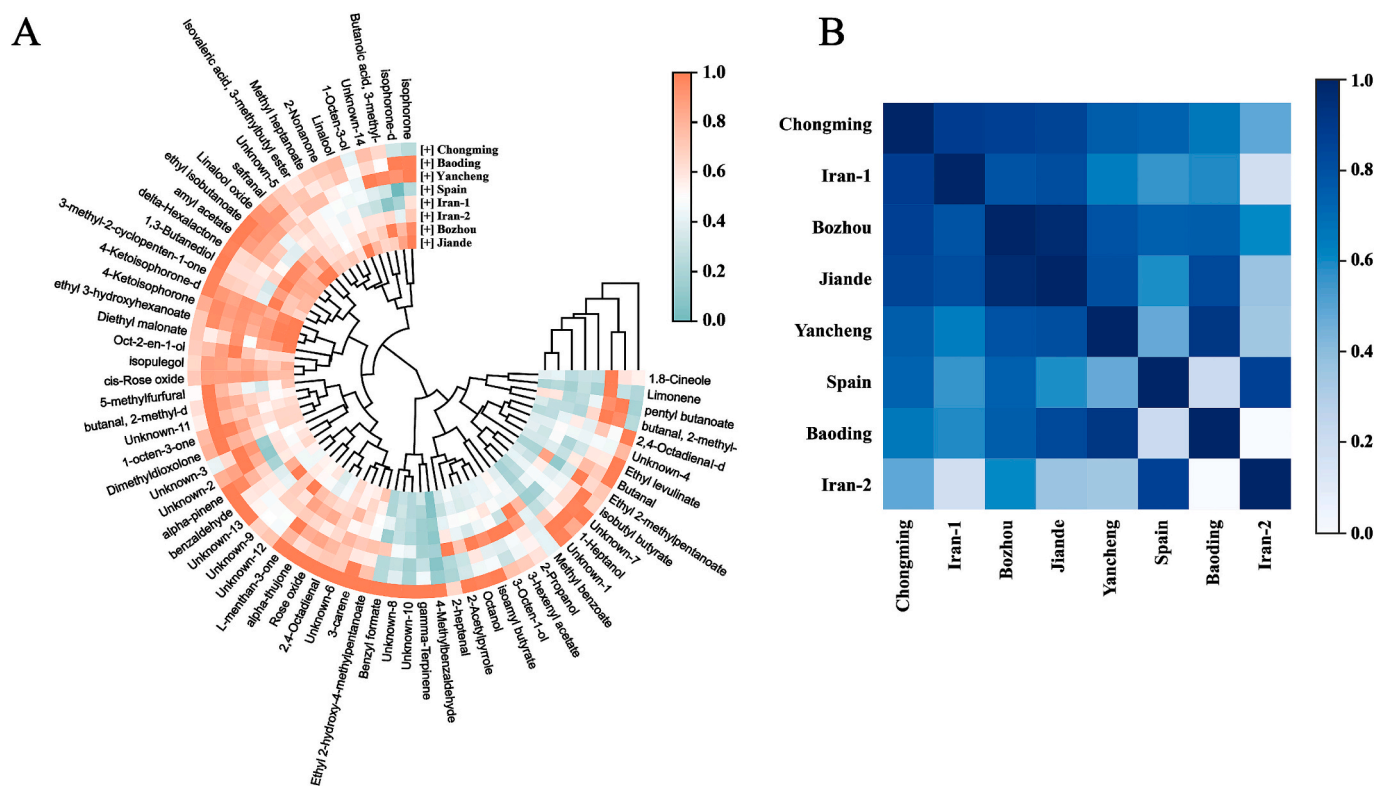 A
Isovaleric acid, 3-methylbutyl ester
Methyl heptanoate
2-Nonanone
Linalool
1-Octen-3-ol
Unknown-14
Butanoic acid, 3-methyl-
isophorone-d
isophorone
1.0
0.8
0.6
0.4
0.2
0.0
[+] Chongming
[+] Baoding
[+] Yancheng
[+] Spain
[+] Iran-1
[+] Iran-2
[+] Bozhou
[+] Jiande
Unknown-5
safranal
Linalool oxide
ethyl isobutanoate
amyl acetate
delta-Hexalactone
1,3-Butanediol
3-methyl-2-cyclopenten-1-one
4-Ketoisophorone-d
4-Ketoisophorone
ethyl 3-hydroxyhexanoate
Diethyl malonate
Oct-2-en-1-ol
isopulegol
cis-Rose oxide
5-methylfurfural
butanal, 2-methyl-d
Unknown-11
1-octen-3-one
Dimethyldioxolone
Unknown-3
Unknown-2
alpha-pinene
benzaldehyde
Unknown-13
Unknown-9
Unknown-12
L-menthan-3-one
alpha-thujone
Rose oxide
2,4-Octadienal
Unknown-6
3-carene
Ethyl 2-hydroxy-4-methylpentanoate
Benzyl formate
Unknown-8
Unknown-10
gamma-Terpinene
4-Methylbenzaldehyde
2-heptenal
2-Acetylpyrrole
Octanol
isoamyl butyrate
3-Octen-1-ol
3-hexenyl acetate
2-Propanol
Methyl benzoate
Unknown-1
1-Heptanol
Unknown-7
isobutyl butyrate
Ethyl 2-methylpentanoate
Butanal
Ethyl levulinate
Unknown-4
2,4-Octadienal-d
butanal, 2-methyl-
pentyl butanoate
Limonene
1.8-Cineole
B
Chongming
Iran-1
Bozhou
Jiande
Yancheng
Spain
Baoding
Iran-2
Chongming
Iran-1
Bozhou
Jiande
Yancheng
Spain
Baoding
Iran-2
1.0
0.8
0.6
0.4
0.2
0.0